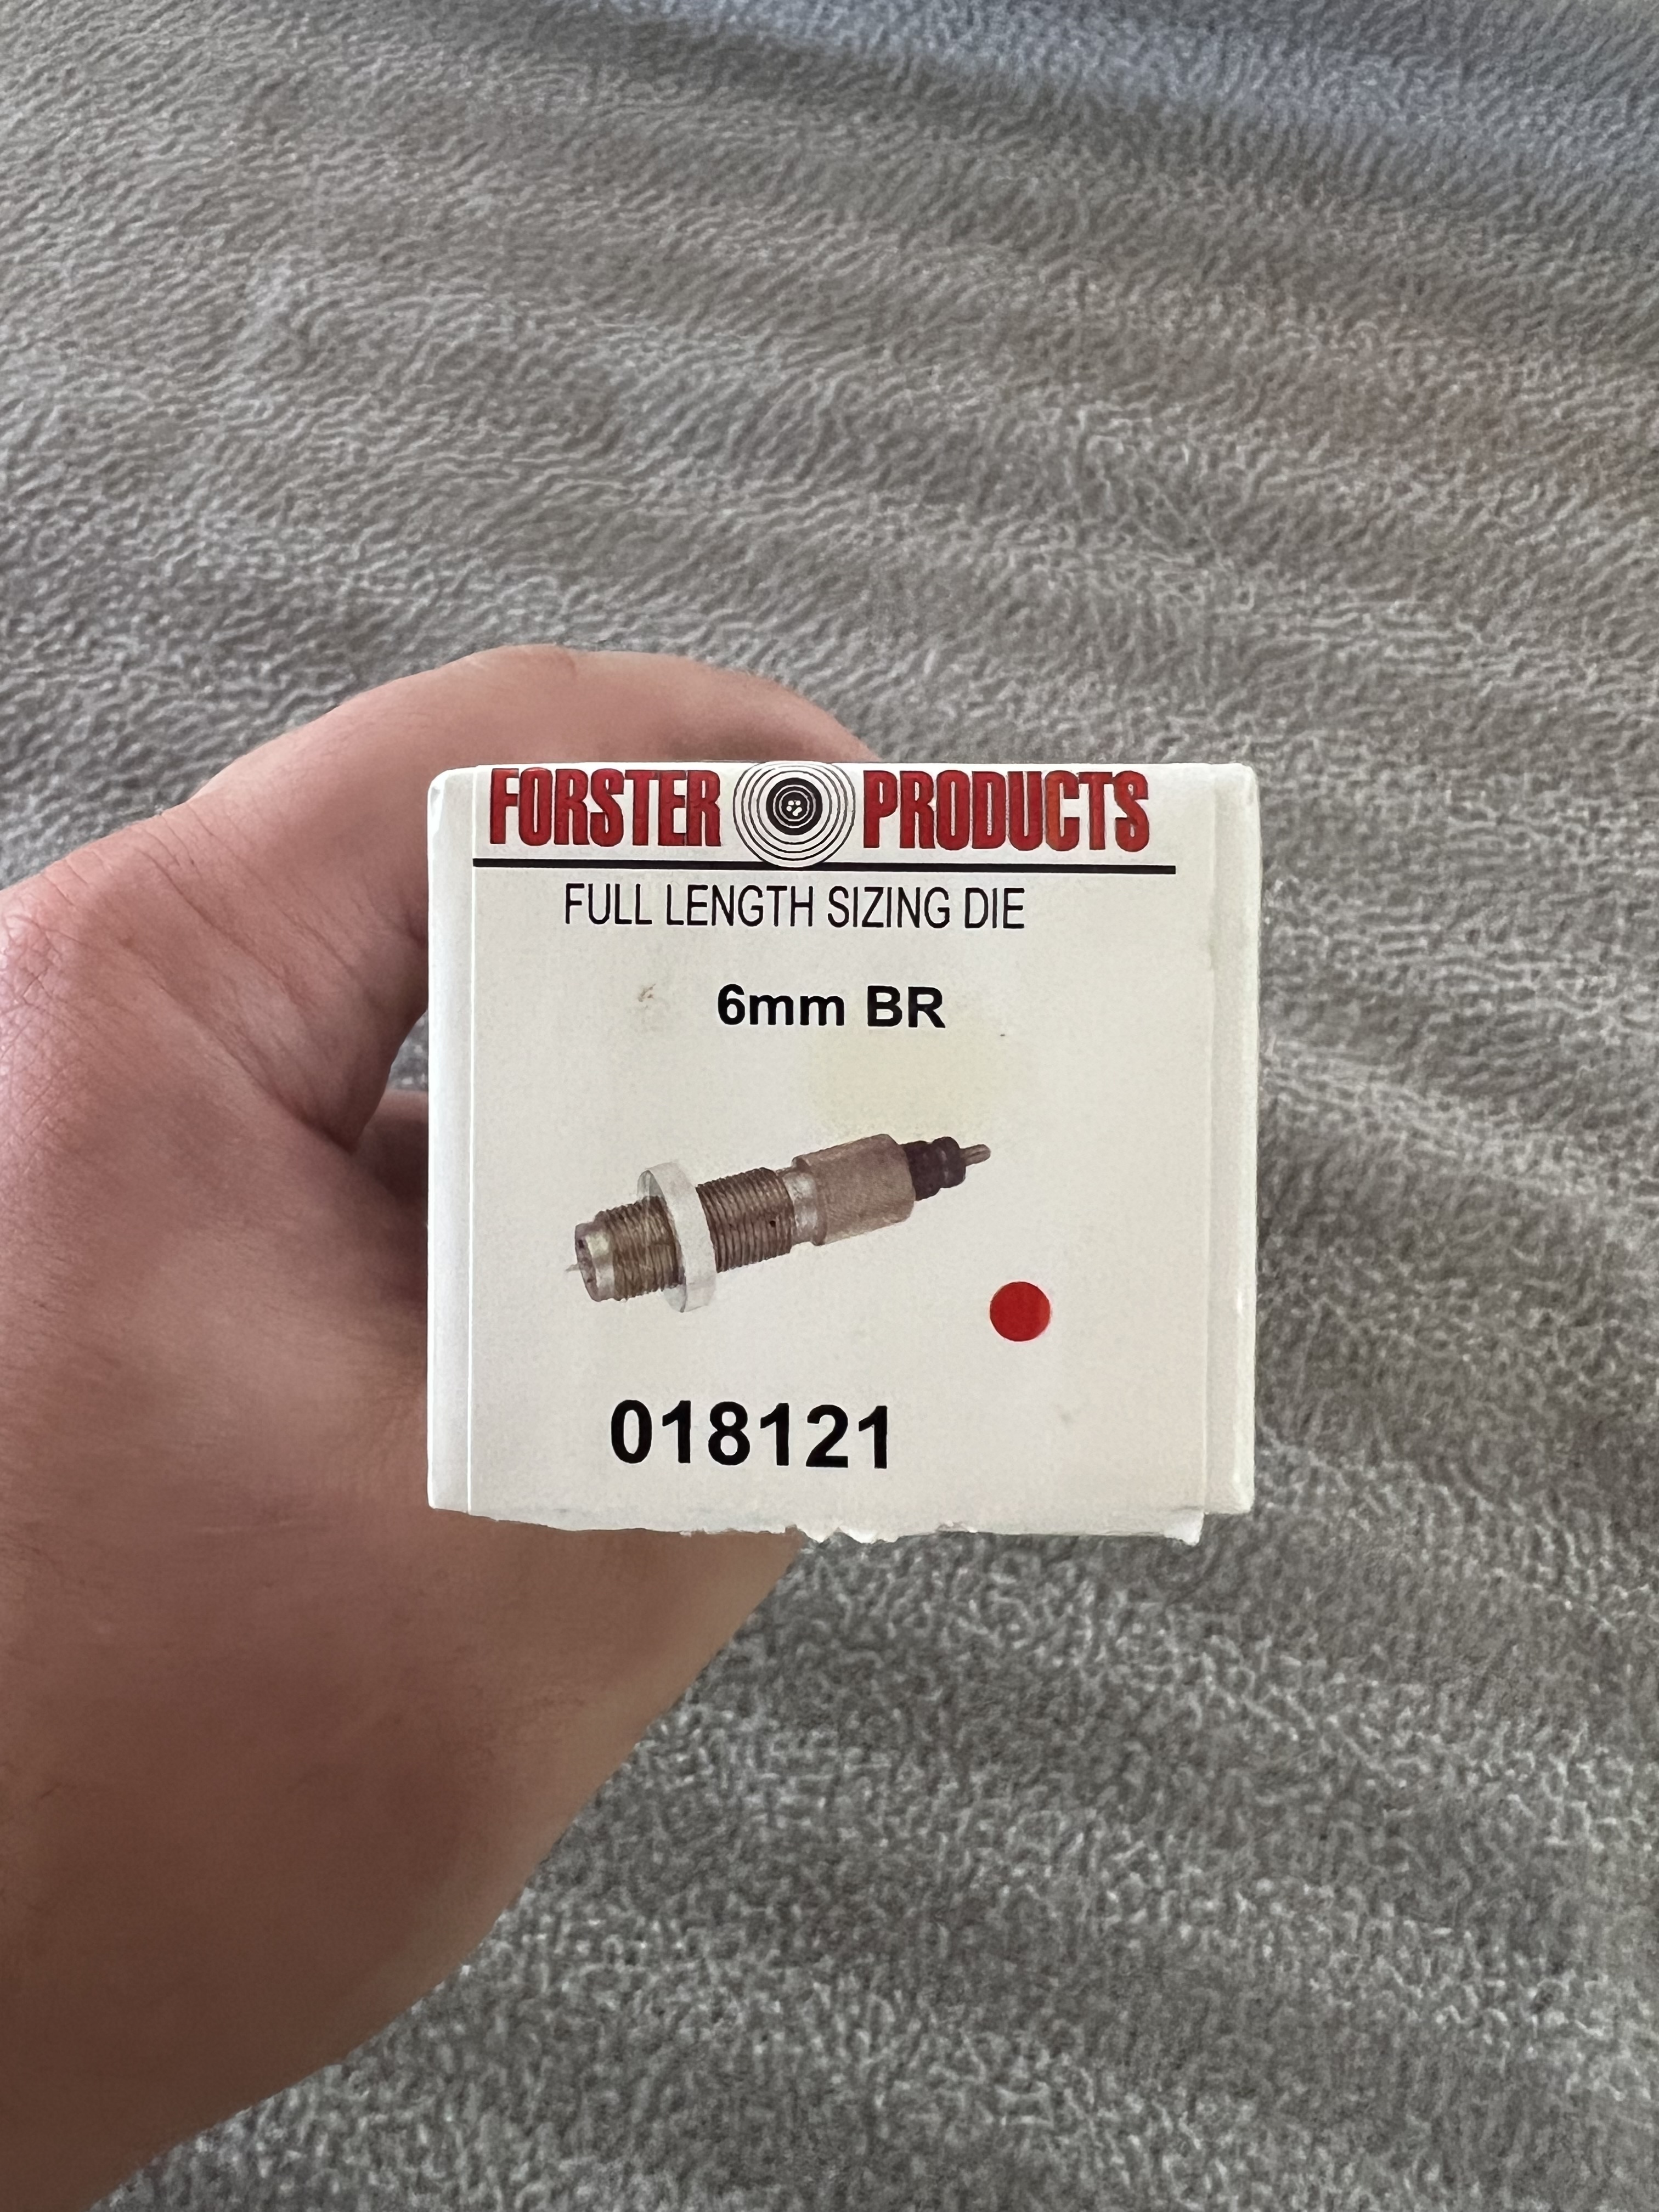 FORSTER PRODUCTS
FULL LENGTH SIZING DIE
6mm BR
018121